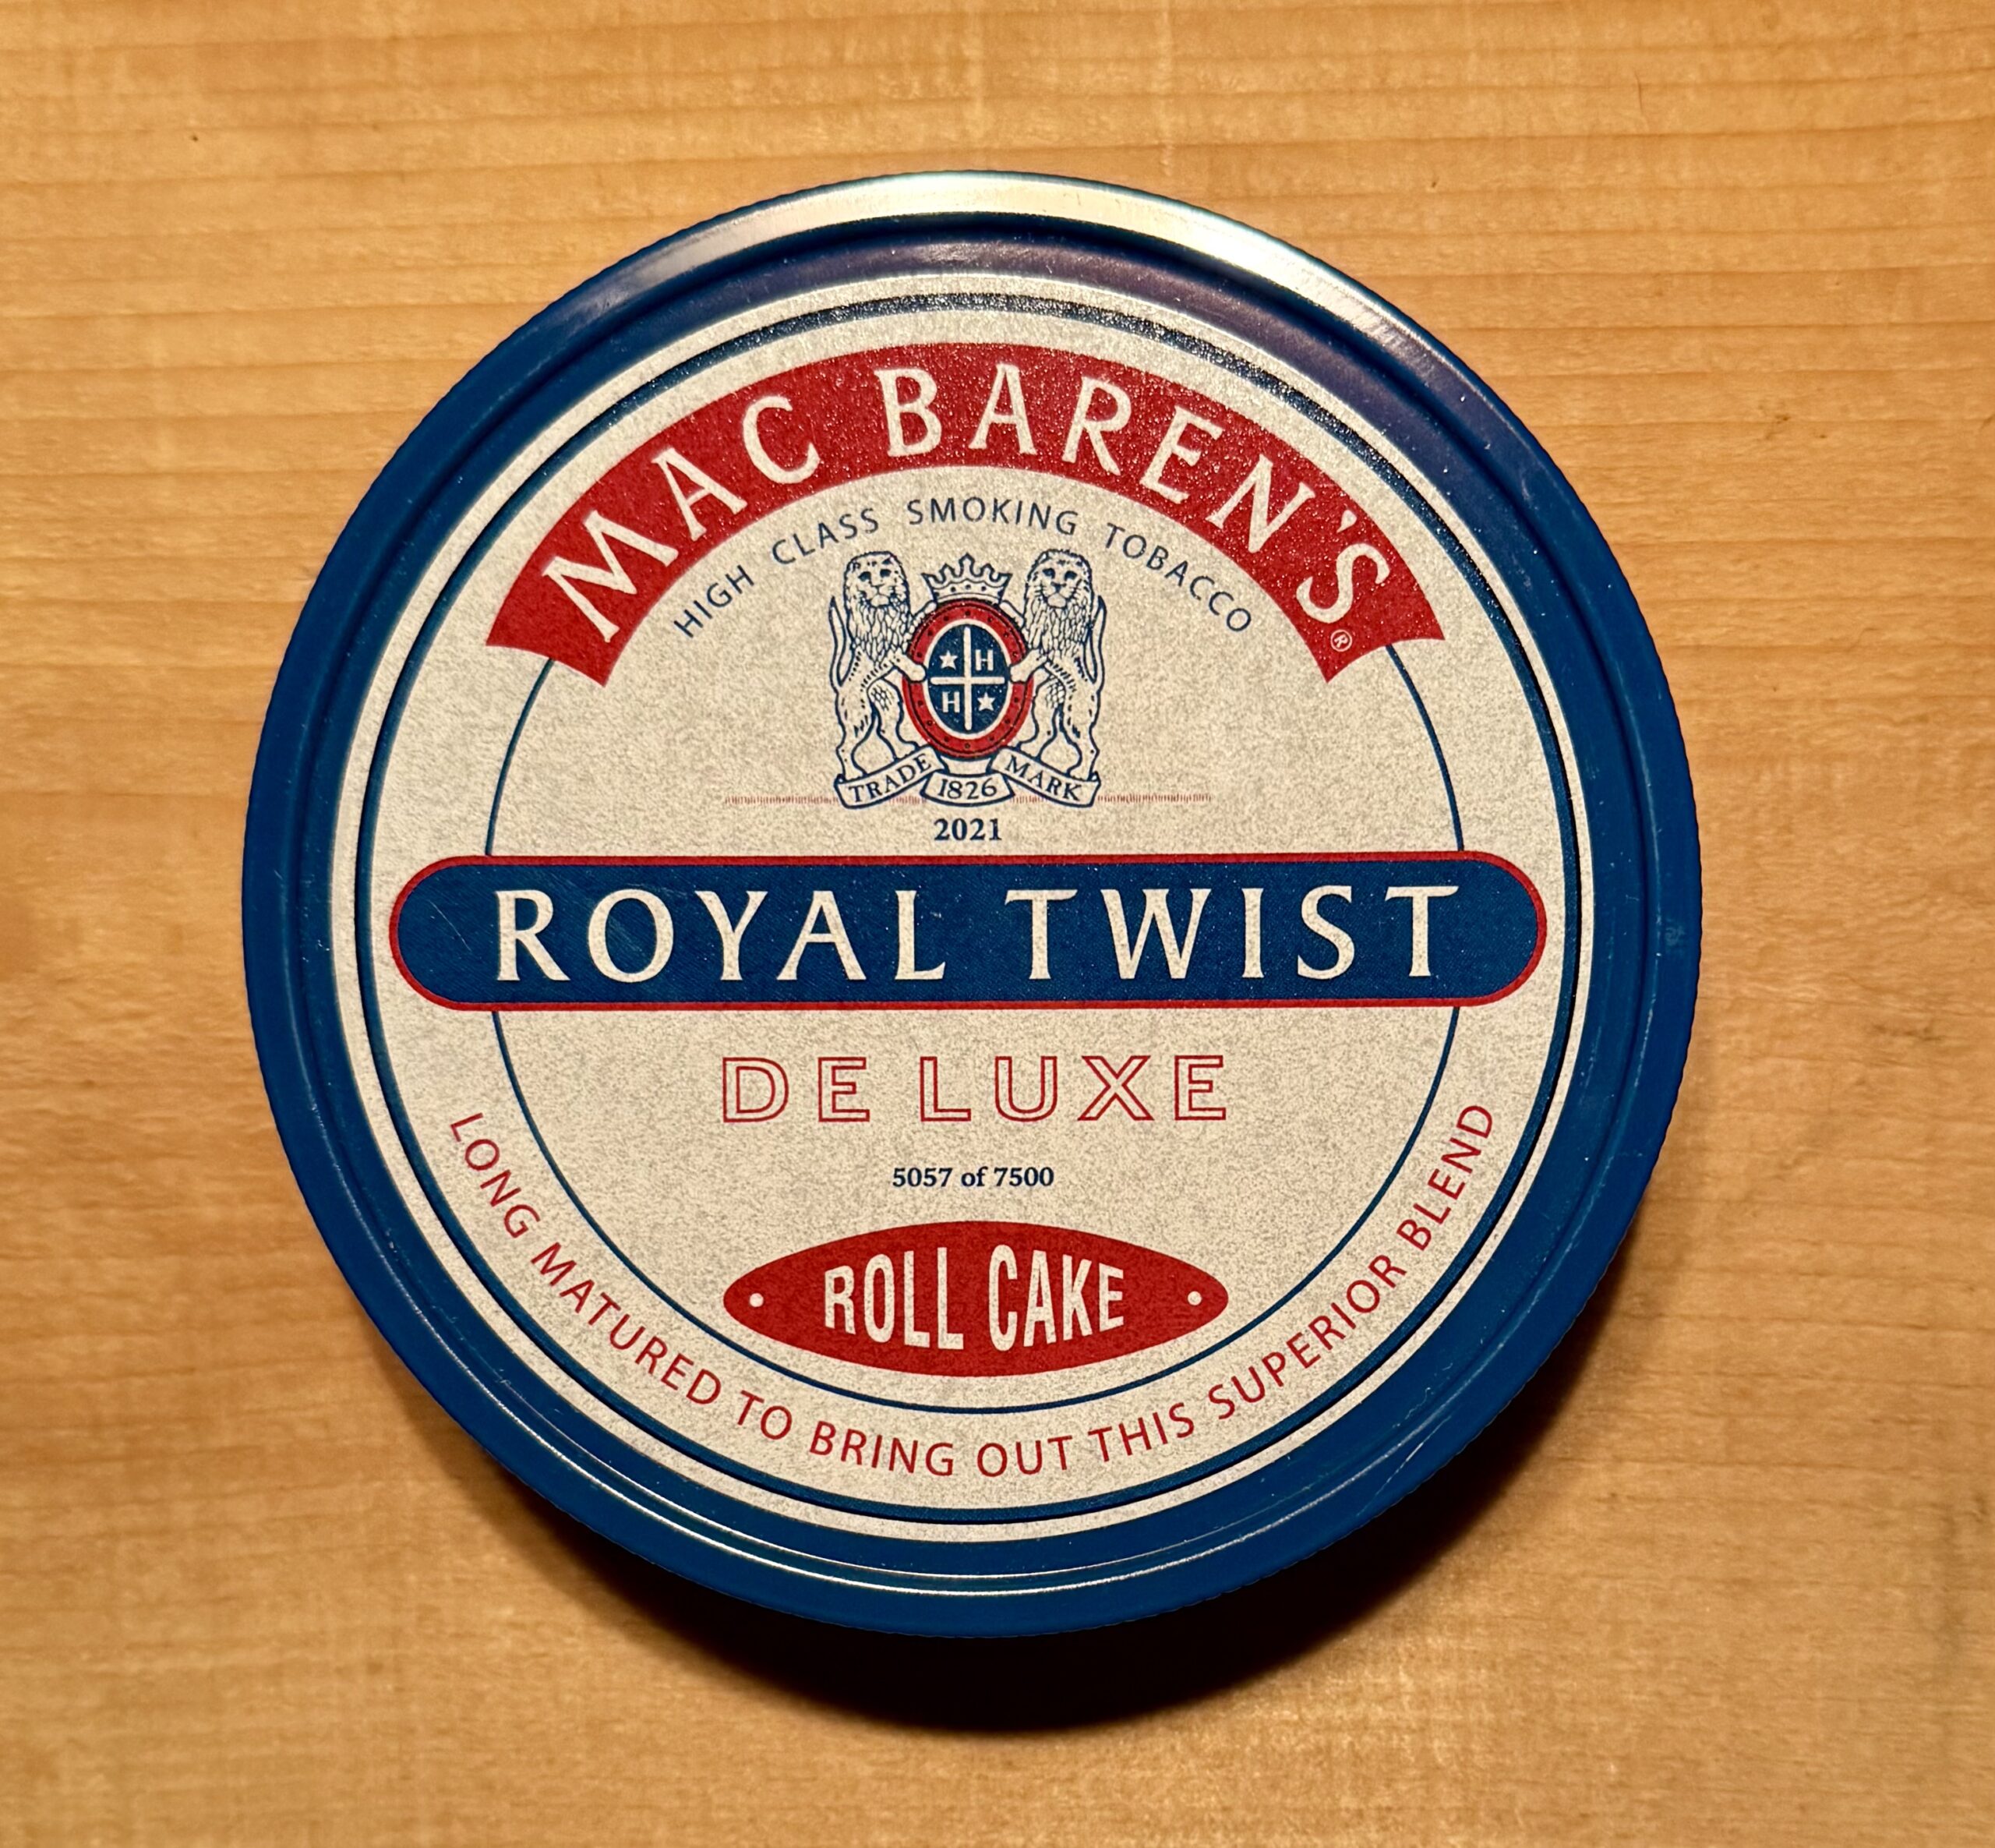 MAC BAREN'S®
HIGH CLASS SMOKING TOBACCO
★ H
H ★
TRADE 1826 MARK
2021
ROYAL TWIST
DE LUXE
5057 of 7500
ROLL CAKE
LONG MATURED TO BRING OUT THIS SUPERIOR BLEND